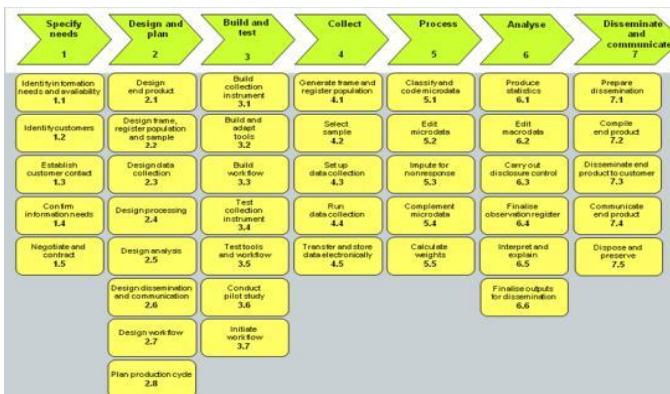 Specify
needs
1
Design and
plan
2
Build and
test
3
Collect
4
Process
5
Analyse
6
Disseminate
and
communicate
7
Identify information
needs and availability
1.1
Identify customers
1.2
Establish
customer contact
1.3
Confirm
information needs
1.4
Negotiate and
contract
1.5
Design
end product
2.1
Design frame,
register population
and sample
2.2
Design data
collection
2.3
Design processing
2.4
Design analysis
2.5
Design dissemination
and communication
2.6
Design workflow
2.7
Plan production cycle
2.8
Build
collection
instrument
3.1
Build and
adapt
tools
3.2
Build
workflow
3.3
Test
collection
instrument
3.4
Test tools
and workflow
3.5
Conduct
pilot study
3.6
Initiate
workflow
3.7
Generate frame and
register population
4.1
Select
sample
4.2
Set up
data collection
4.3
Run
data collection
4.4
Transfer and store
data electronically
4.5
Classify and
code microdata
5.1
Edit
microdata
5.2
Impute for
nonresponse
5.3
Complement
microdata
5.4
Calculate
weights
5.5
Produce
statistics
6.1
Edit
macrodata
6.2
Carry out
disclosure control
6.3
Finalise
observation register
6.4
Interpret and
explain
6.5
Finalise outputs
for dissemination
6.6
Prepare
dissemination
7.1
Compile
end product
7.2
Disseminate end
product to customer
7.3
Communicate
end product
7.4
Dispose and
preserve
7.5